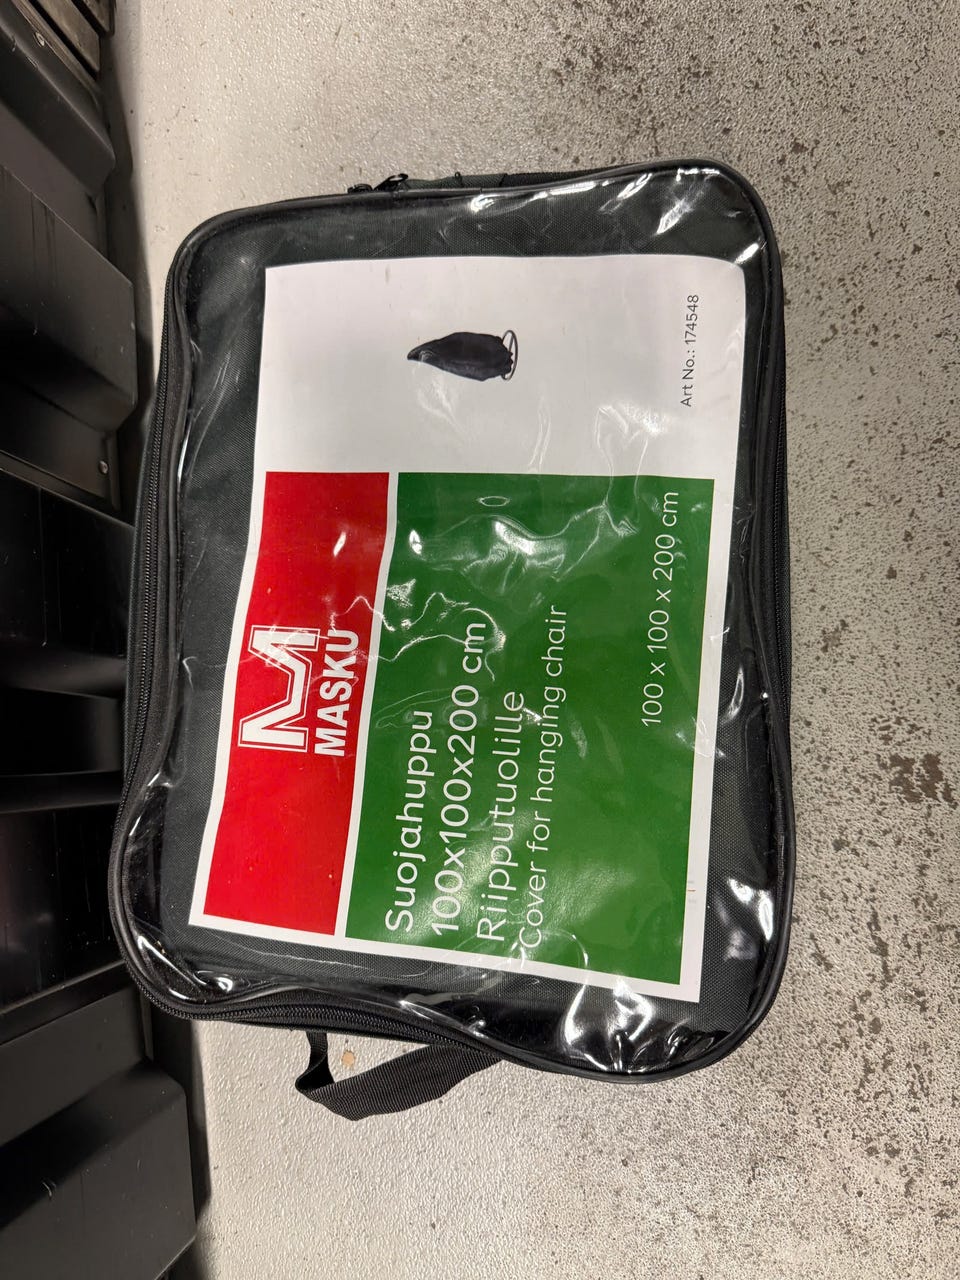 MASKU
Suojahuppu
100x100x200 cm
Riipputuolille
Cover for hanging chair
100 x 100 x 200 cm
Art No.: 174548